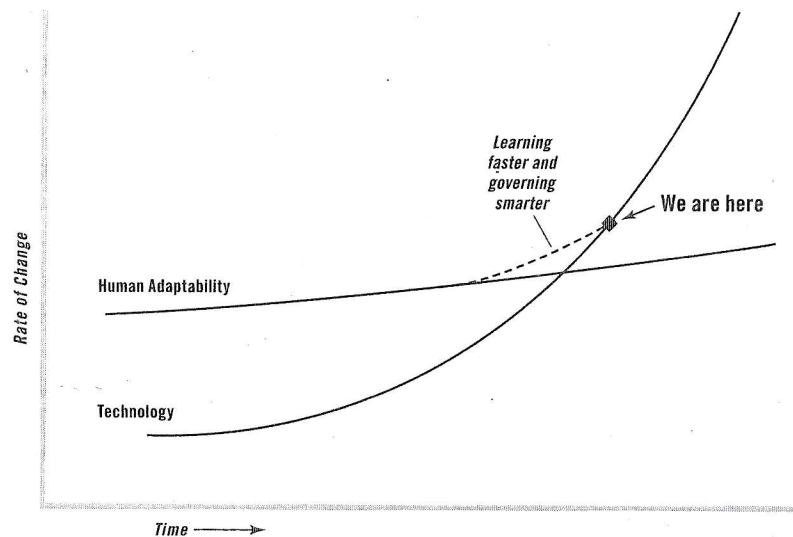 Learning
faster and
governing
smarter
We are here
Human Adaptability
Rate of Change
Technology
Time